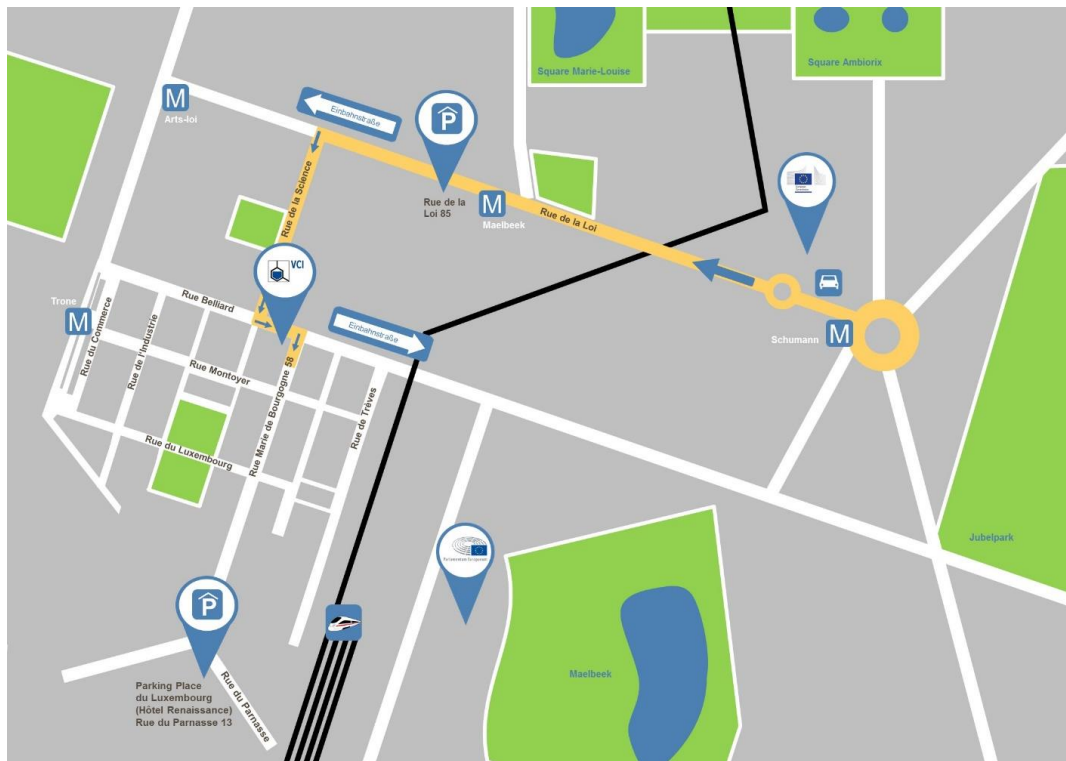 Square Marie-Louise
Square Ambiorix
M
Arts-loi
Einbahnstraße
P
Rue de la
Loi 85
M
Maelbeek
Rue de la Loi
Rue de la Science
VCI
Trone
M
Rue Belliard
Einbahnstraße
Schumann
M
Rue du Commerce
Rue de l'Industrie
Rue Montoyer
Rue Marie de Bourgogne 58
Rue de Trèves
Rue du Luxembourg
Jubelpark
P
Maelbeek
Parking Place
du Luxembourg
(Hôtel Renaissance)
Rue du Parnasse 13
Rue du Parnasse